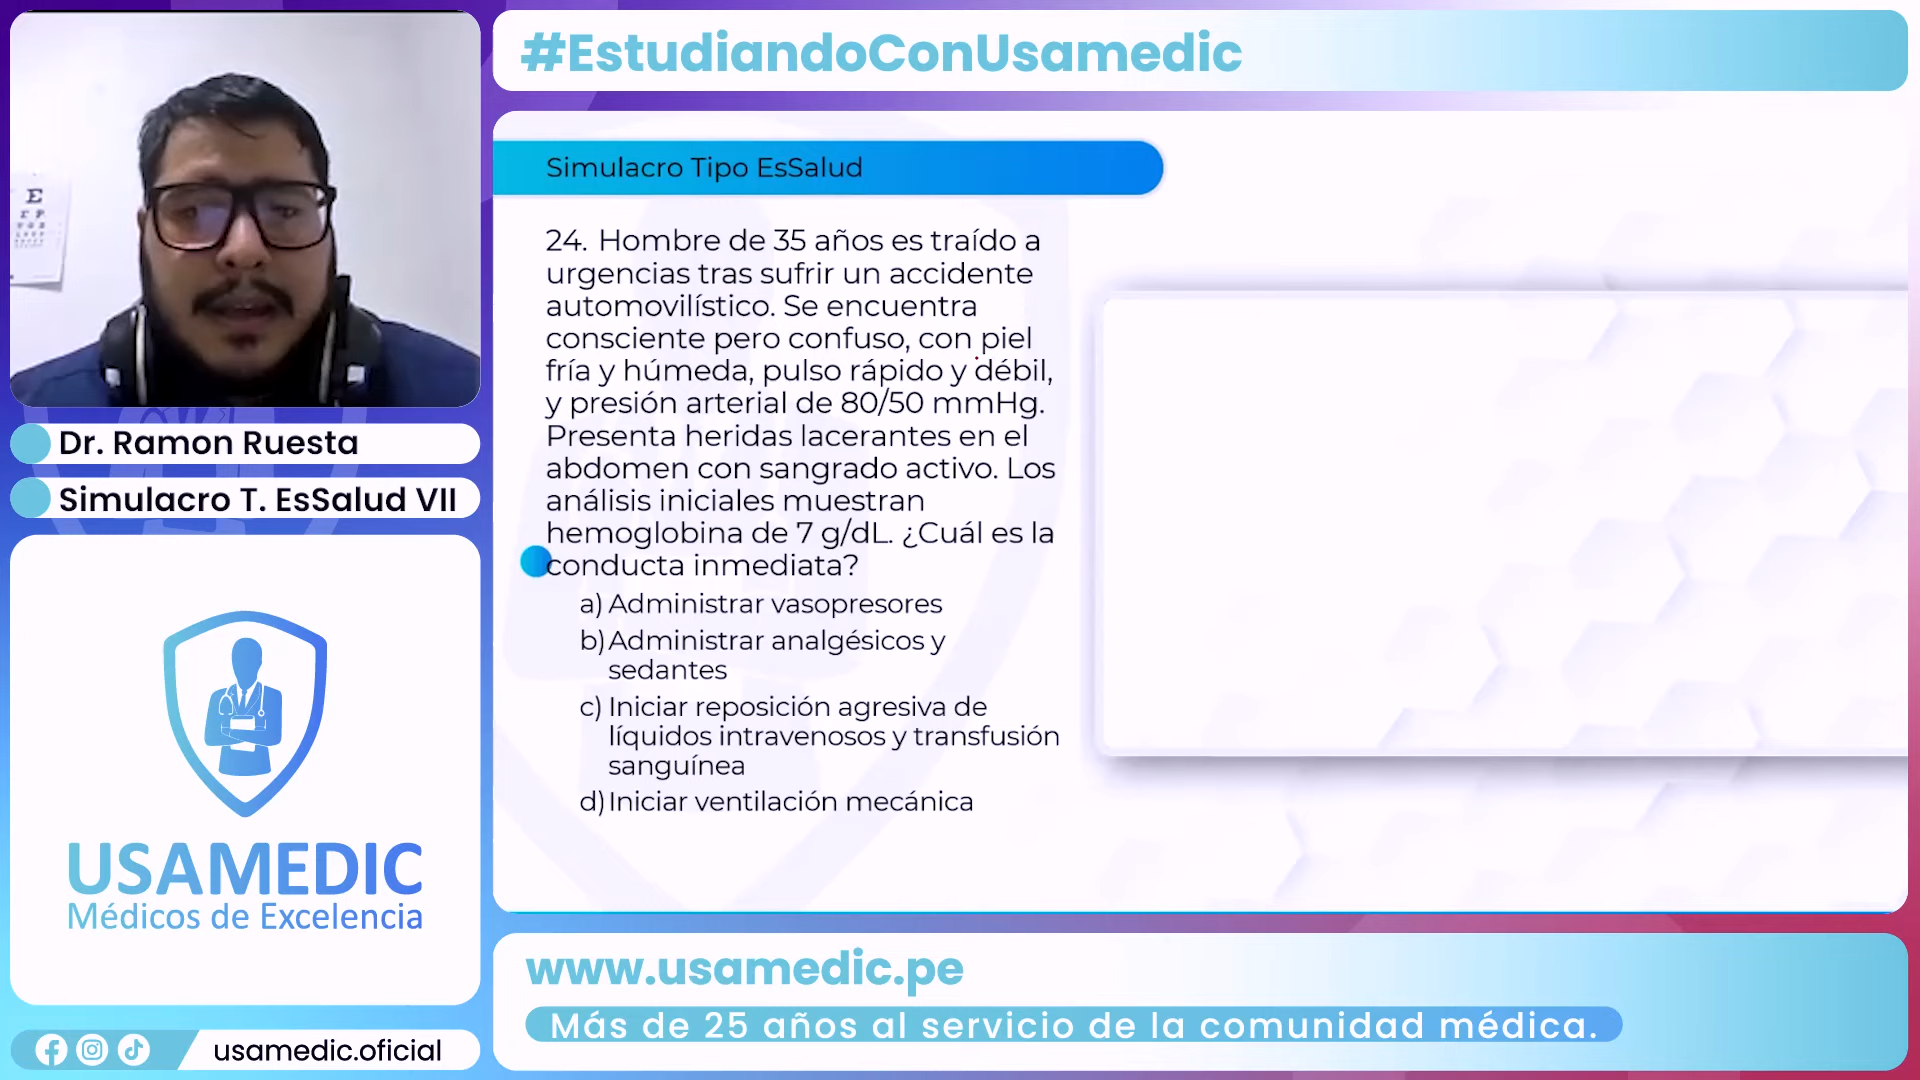 #EstudiandoConUsamedic
Simulacro Tipo EsSalud
24. Hombre de 35 años es traído a
urgencias tras sufrir un accidente
automovilístico. Se encuentra
consciente pero confuso, con piel
fría y húmeda, pulso rápido y débil,
y presión arterial de 80/50 mmHg.
Presenta heridas lacerantes en el
abdomen con sangrado activo. Los
análisis iniciales muestran
hemoglobina de 7 g/dL. ¿Cuál es la
conducta inmediata?
a) Administrar vasopresores
b) Administrar analgésicos y
sedantes
c) Iniciar reposición agresiva de
líquidos intravenosos y transfusión
sanguínea
d) Iniciar ventilación mecánica
E
Dr. Ramon Ruesta
Simulacro T. EsSalud VII
USAMEDIC
Médicos de Excelencia
usamedic.oficial
www.usamedic.pe
Más de 25 años al servicio de la comunidad médica.